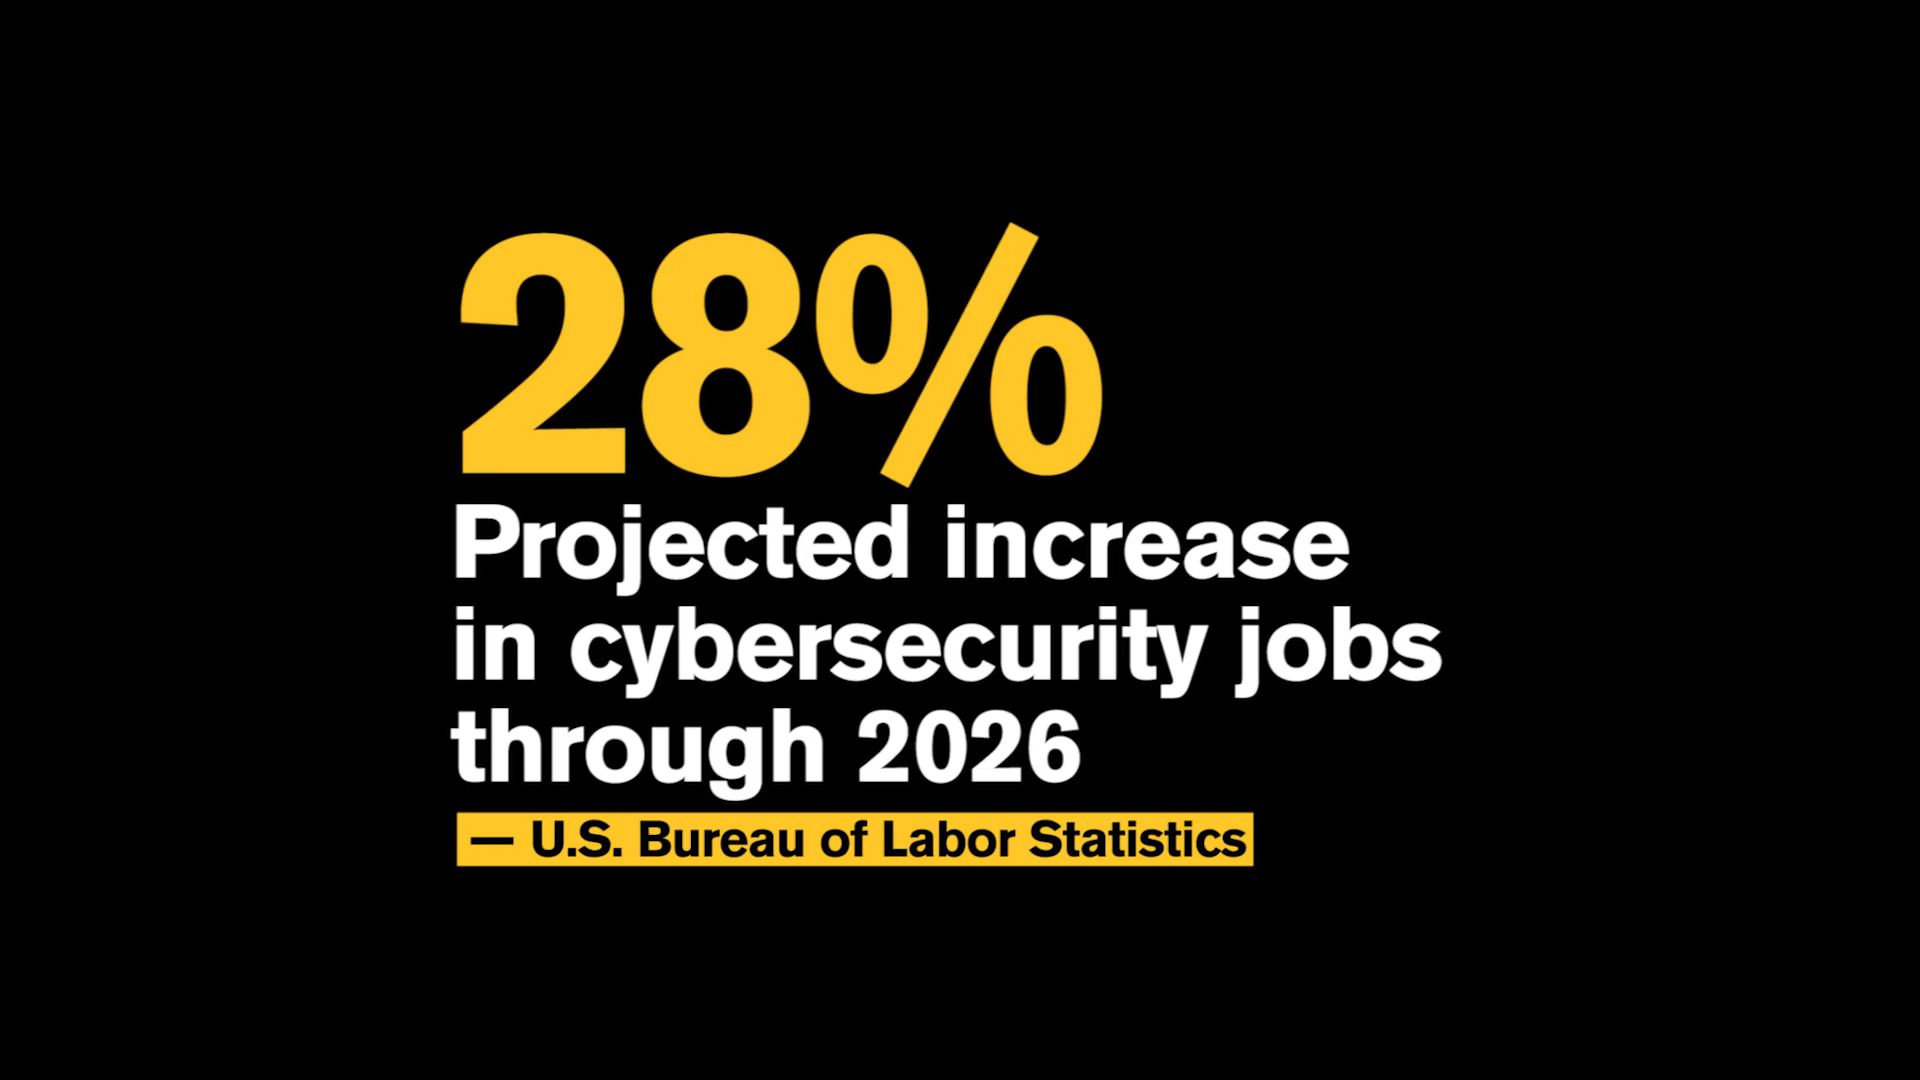 28%
Projected increase
in cybersecurity jobs
through 2026
— U.S. Bureau of Labor Statistics